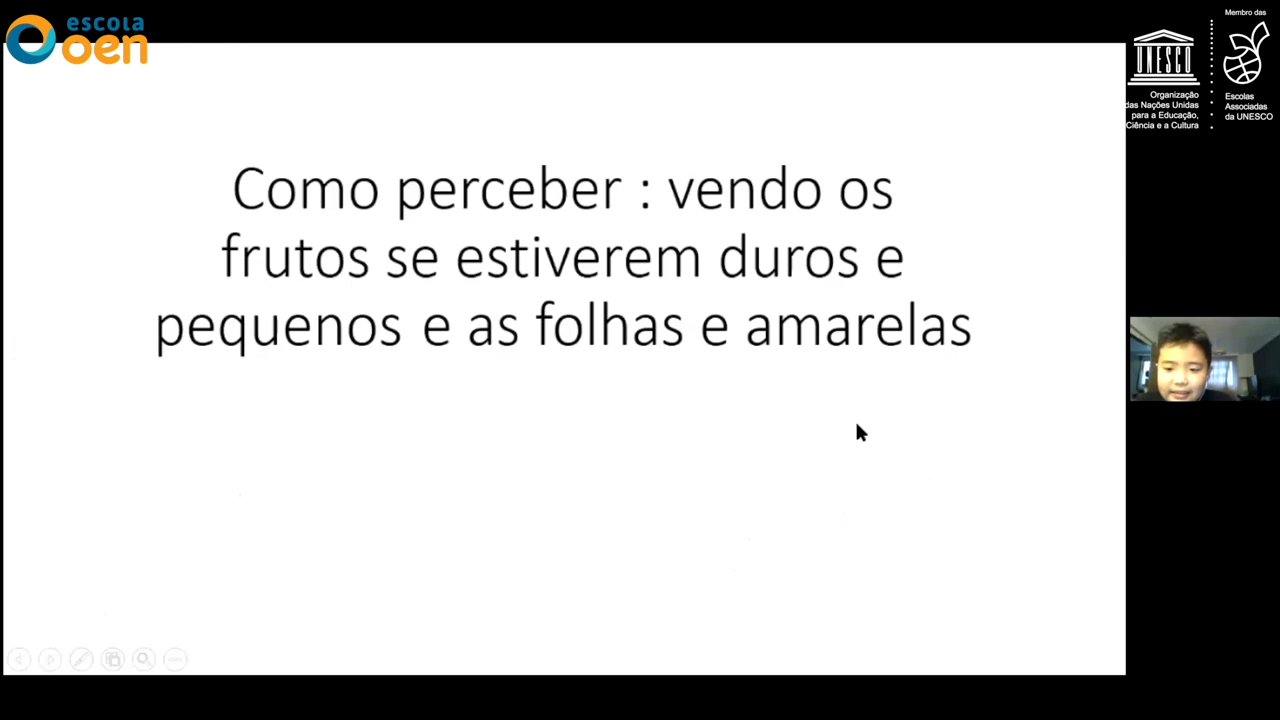 escola
oen
Membro das
UNESCO
Organização
das Nações Unidas
para a Educação,
Ciência e a Cultura
Escolas
Associadas
da UNESCO
Como perceber : vendo os
frutos se estiverem duros e
pequenos e as folhas e amarelas